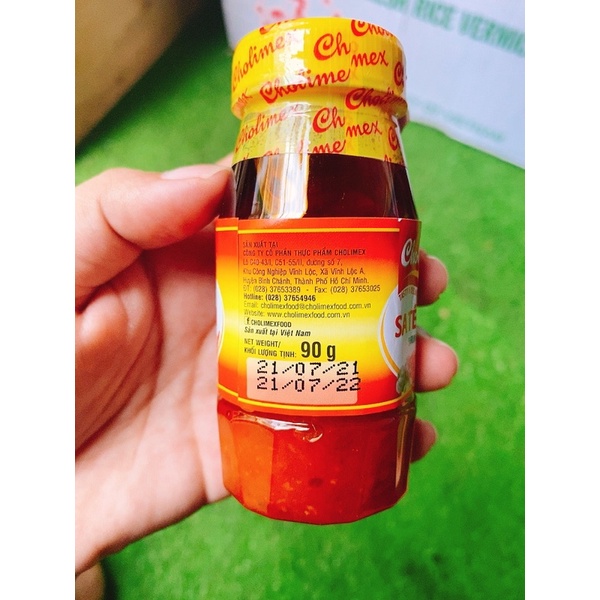 Cholimex
Cholimex
SẢN XUẤT TẠI
CÔNG TY CỔ PHẦN THỰC PHẨM CHOLIMEX
Lô C40-43/I, C51-55/II, đường số 7,
Khu Công Nghiệp Vĩnh Lộc, Xã Vĩnh Lộc A,
Huyện Bình Chánh, Thành Phố Hồ Chí Minh,
ĐT: (028) 37653389 - Fax: (028) 37653025
Hotline: (028) 37654946
Email: cholimexfood@cholimexfood.com.vn
Website: www.cholimexfood.com.vn
f CHOLIMEXFOOD
Sản xuất tại Việt Nam
NET WEIGHT/
KHỐI LƯỢNG TỊNH: 90 g
21/07/21
21/07/22
SATE
RICE VERMI